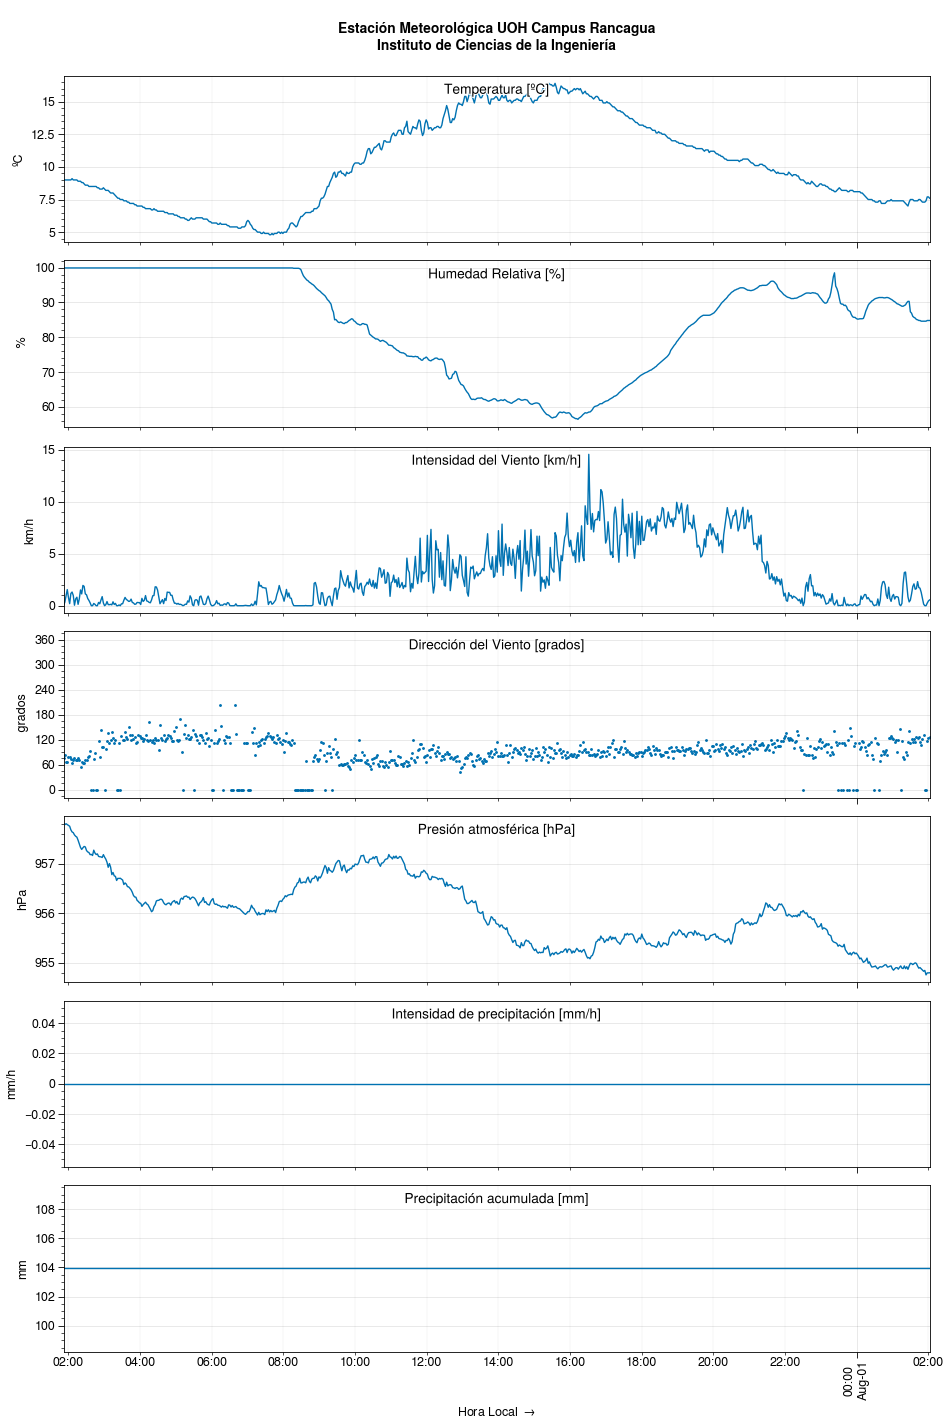 Estación Meteorológica UOH Campus Rancagua
Instituto de Ciencias de la Ingeniería
Temperatura [ºC]
15
12.5
10
7.5
5
ºC
Humedad Relativa [%]
100
90
80
70
60
%
Intensidad del Viento [km/h]
15
10
5
0
km/h
Dirección del Viento [grados]
360
300
240
180
120
60
0
grados
Presión atmosférica [hPa]
957
956
955
hPa
Intensidad de precipitación [mm/h]
0.04
0.02
0
−0.02
−0.04
mm/h
Precipitación acumulada [mm]
108
106
104
102
100
mm
02:00 04:00 06:00 08:00 10:00 12:00 14:00 16:00 18:00 20:00 22:00 00:00 02:00
Aug-01
Hora Local →